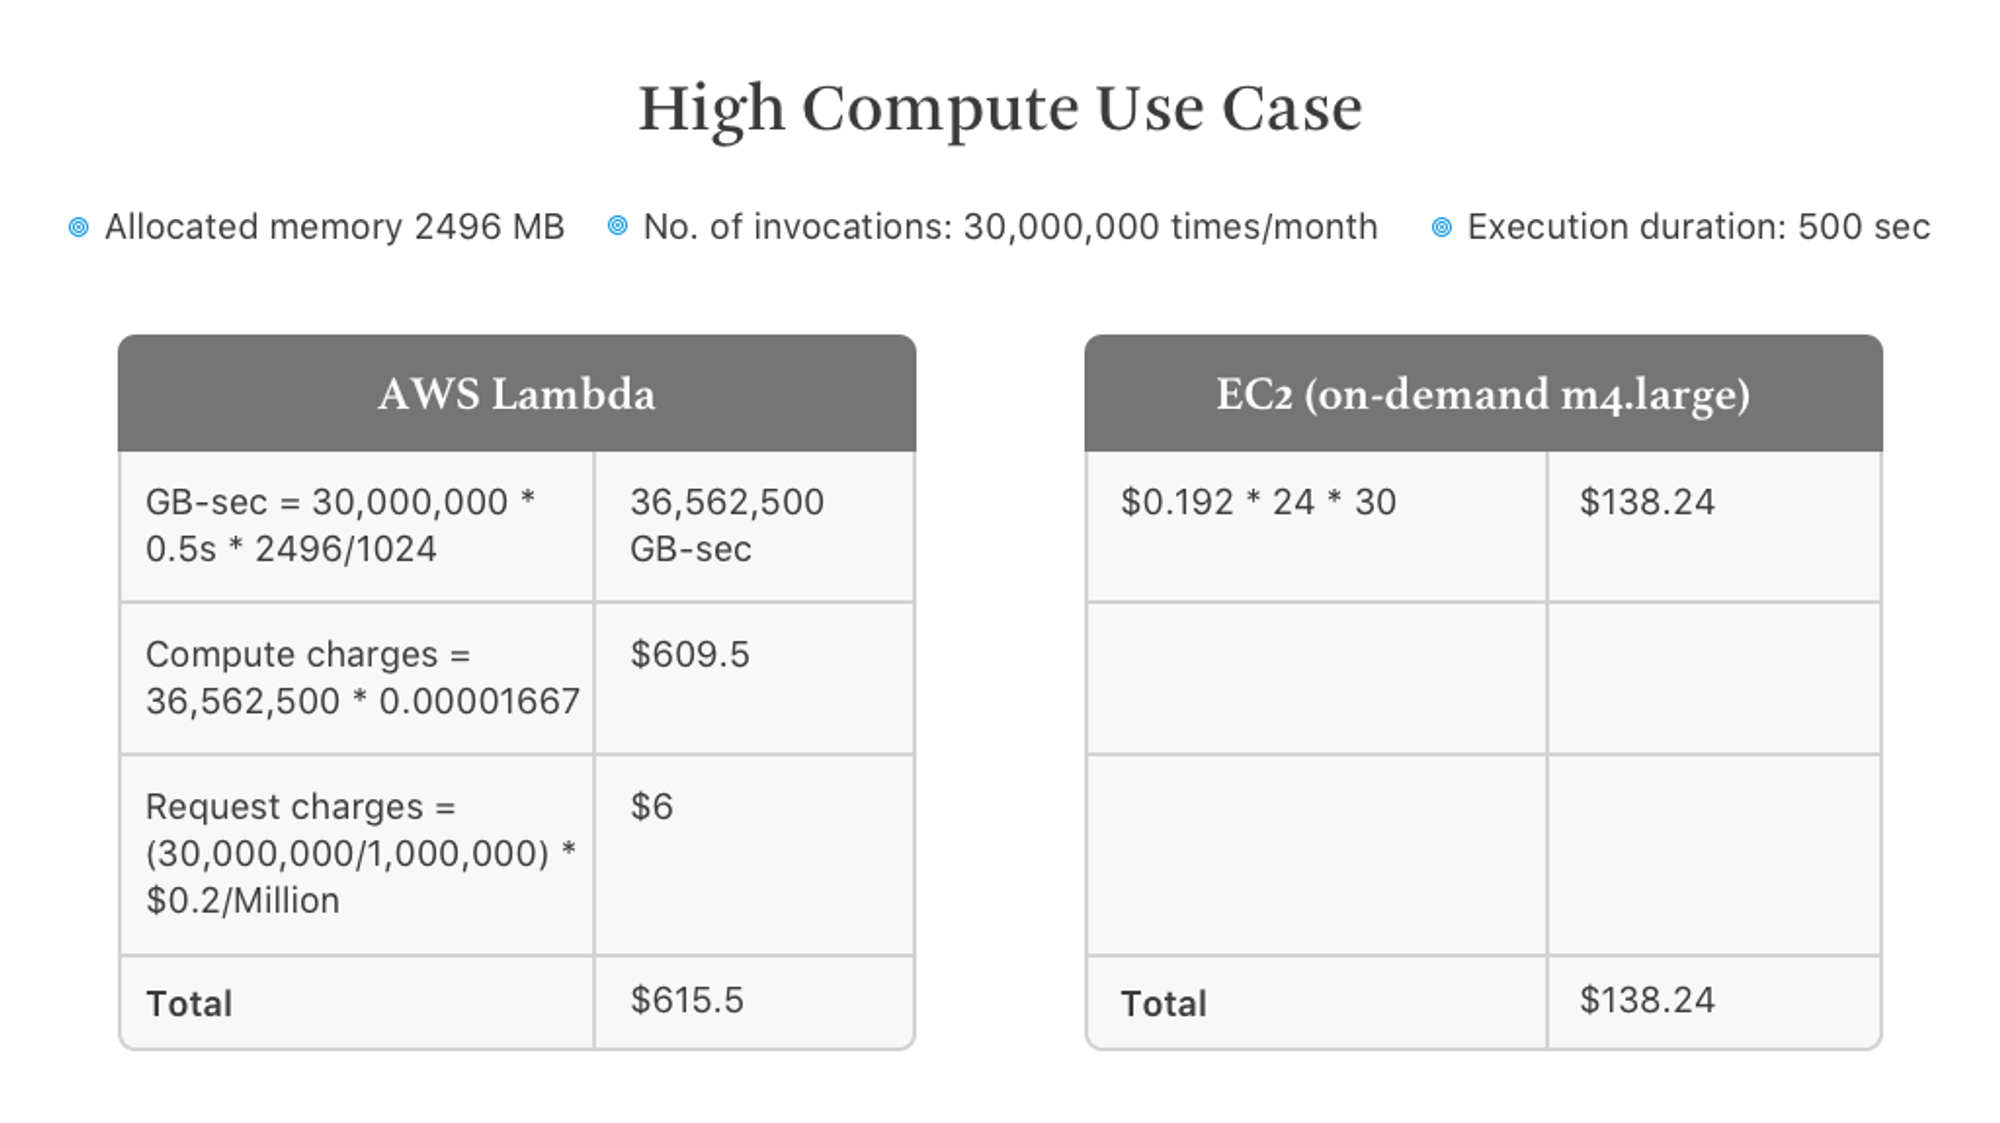 High Compute Use Case
Allocated memory 2496 MB
No. of invocations: 30,000,000 times/month
Execution duration: 500 sec
AWS Lambda
GB-sec = 30,000,000 *
0.5s * 2496/1024
36,562,500
GB-sec
Compute charges =
36,562,500 * 0.00001667
$609.5
Request charges =
(30,000,000/1,000,000) *
$0.2/Million
$6
Total
$615.5
EC2 (on-demand m4.large)
$0.192 * 24 * 30
$138.24
Total
$138.24